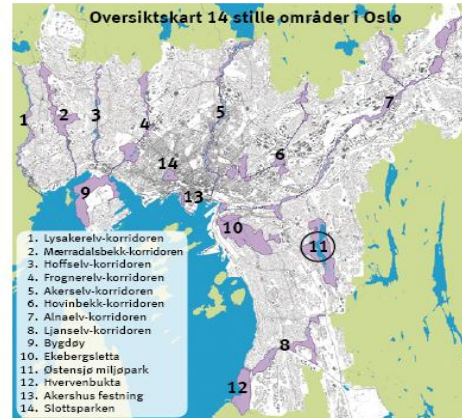 Oversiktskart 14 stille områder i Oslo
1
2
3
4
5
6
7
14
13
9
10
11
8
12
1. Lysakerelv-korridoren
2. Mærradalsbekk-korridoren
3. Hoffselv-korridoren
4. Frognerelv-korridoren
5. Akerselv-korridoren
6. Hovinbekk-korridoren
7. Alnaelv-korridoren
8. Ljanselv-korridoren
9. Bygdøy
10. Ekebergsletta
11. Østensjø miljøpark
12. Hvervenbukta
13. Akershus festning
14. Slottsparken